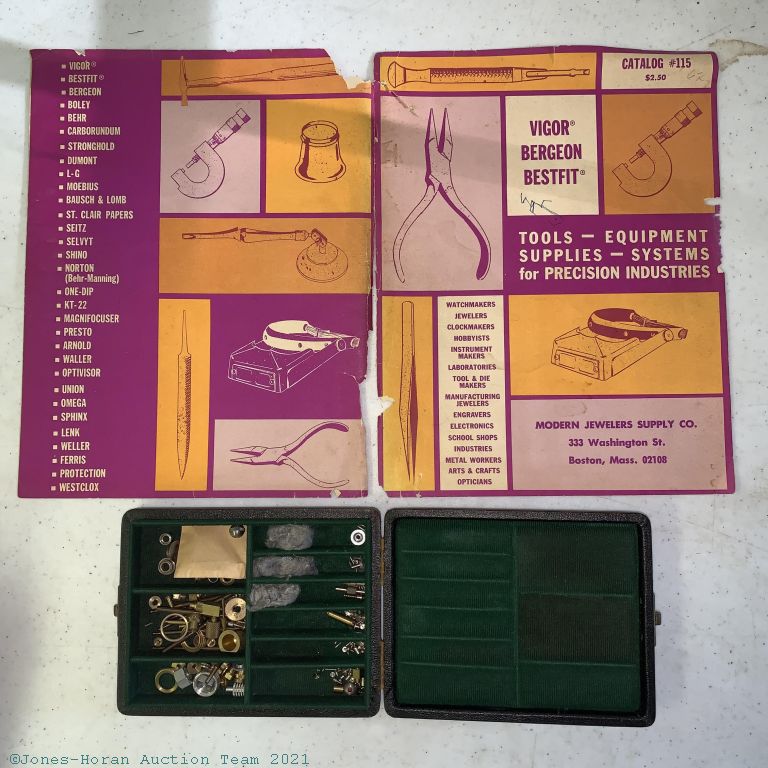 VIGOR®
BESTFIT®
BERGEON
BOLEY
BEHR
CARBORUNDUM
STRONGHOLD
DUMONT
L-G
MOEBIUS
BAUSCH & LOMB
ST. CLAIR PAPERS
SEITZ
SELVYT
SHINO
NORTON
(Behr-Manning)
ONE-DIP
KT-22
MAGNIFOCUSER
PRESTO
ARNOLD
WALLER
OPTIVISOR
UNION
OMEGA
SPHINX
LENK
WELLER
FERRIS
PROTECTION
WESTCLOX
CATALOG #115
$2.50
VIGOR®
BERGEON
BESTFIT®
TOOLS — EQUIPMENT
SUPPLIES — SYSTEMS
for PRECISION INDUSTRIES
WATCHMAKERS
JEWELERS
CLOCKMAKERS
HOBBYISTS
INSTRUMENT
MAKERS
LABORATORIES
TOOL & DIE
MAKERS
MANUFACTURING
JEWELERS
ENGRAVERS
ELECTRONICS
SCHOOL SHOPS
INDUSTRIES
METAL WORKERS
ARTS & CRAFTS
OPTICIANS
MODERN JEWELERS SUPPLY CO.
333 Washington St.
Boston, Mass. 02108
©Jones-Horan Auction Team 2021